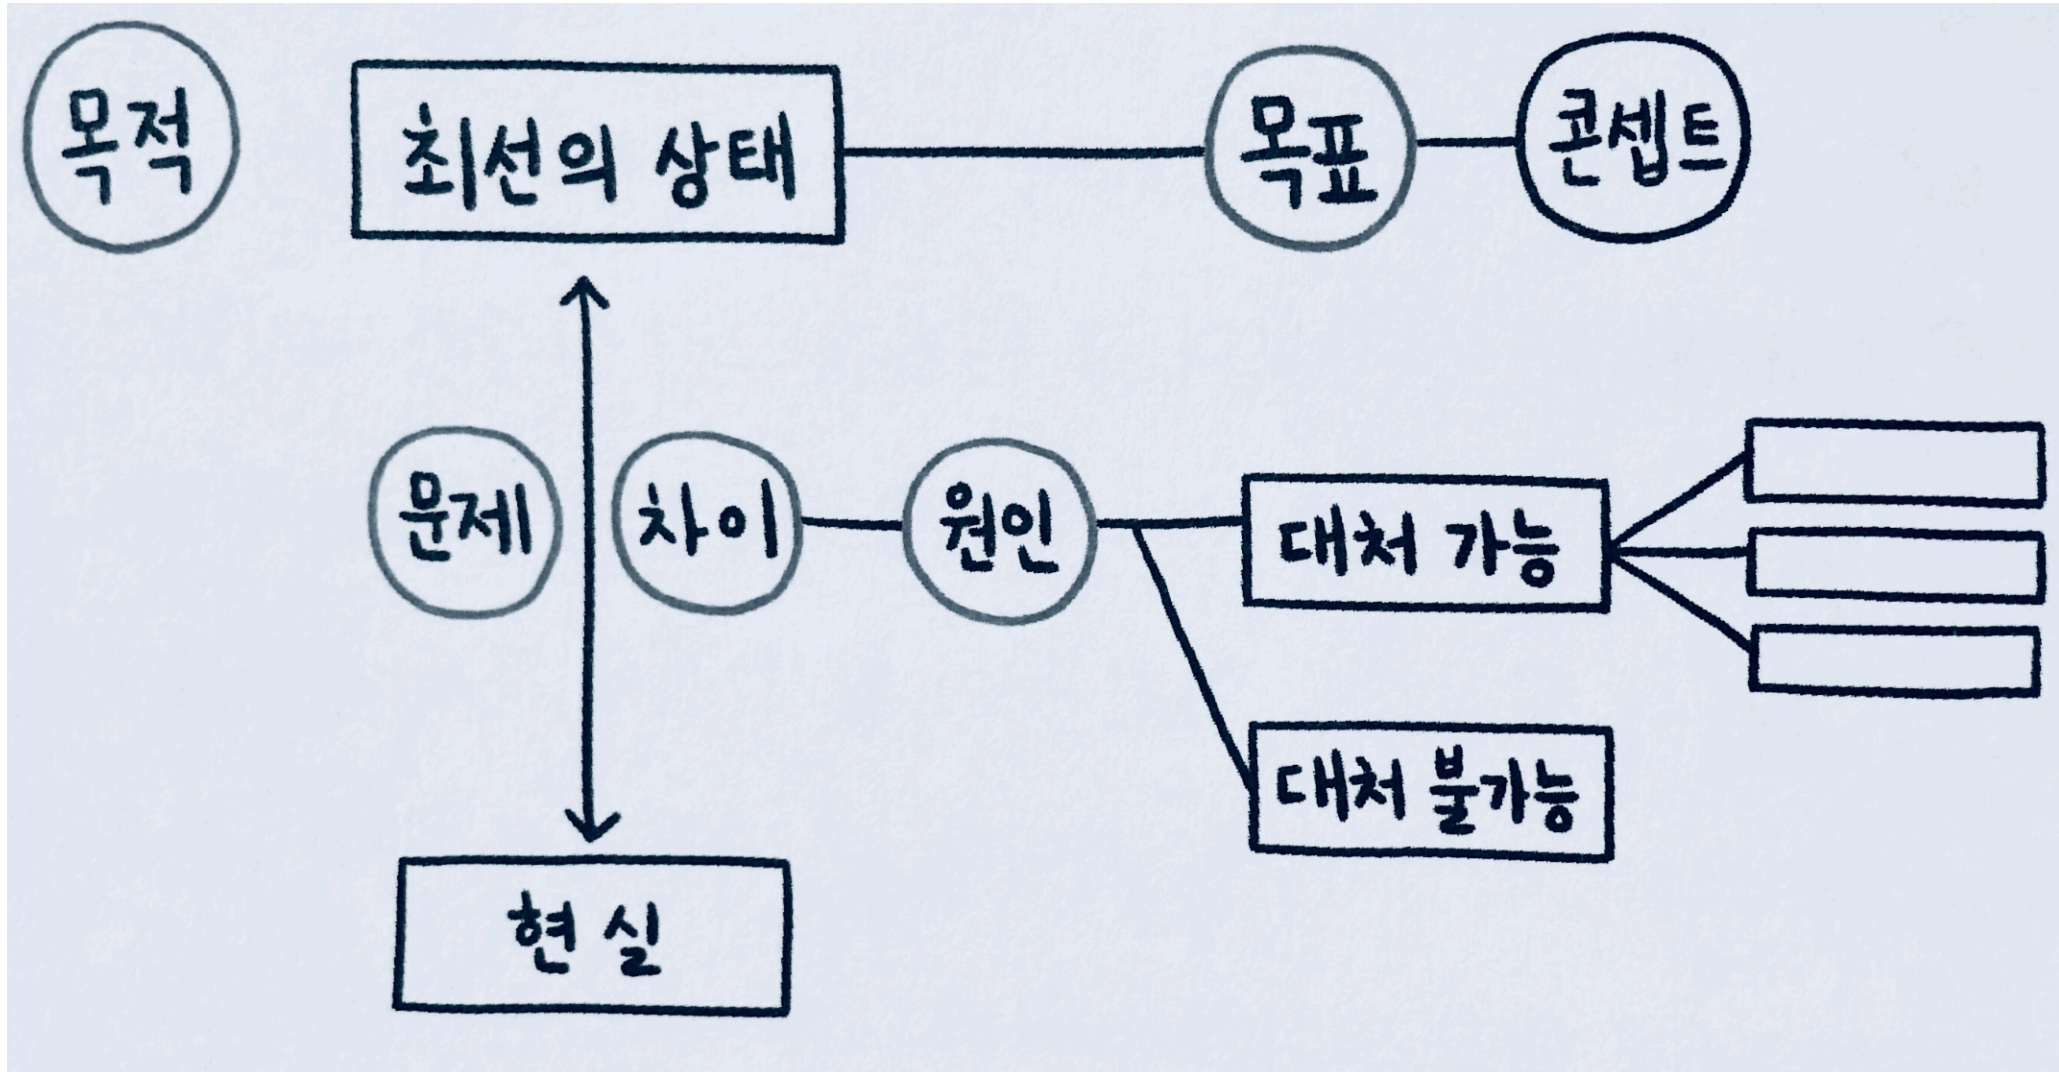 목적
최선의 상태
목표
콘셉트
문제
차이
원인
대처 가능
대처 불가능
현실